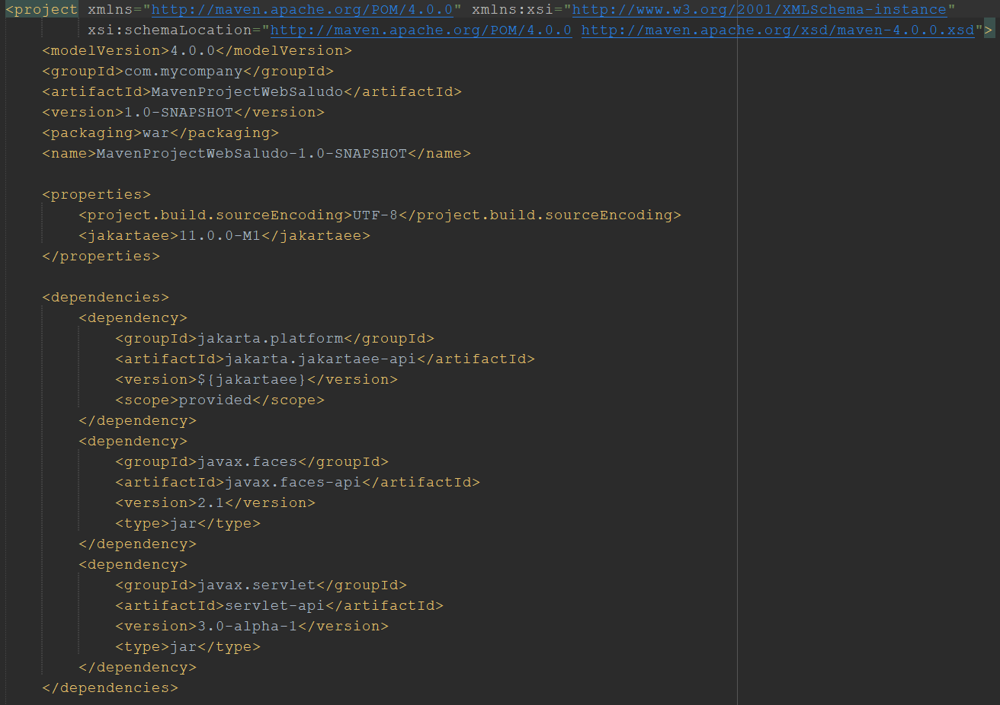 <project xmlns="http://maven.apache.org/POM/4.0.0" xmlns:xsi="http://www.w3.org/2001/XMLSchema-instance"
         xsi:schemaLocation="http://maven.apache.org/POM/4.0.0 http://maven.apache.org/xsd/maven-4.0.0.xsd">
    <modelVersion>4.0.0</modelVersion>
    <groupId>com.mycompany</groupId>
    <artifactId>MavenProjectWebSaludo</artifactId>
    <version>1.0-SNAPSHOT</version>
    <packaging>war</packaging>
    <name>MavenProjectWebSaludo-1.0-SNAPSHOT</name>

    <properties>
        <project.build.sourceEncoding>UTF-8</project.build.sourceEncoding>
        <jakartaee>11.0.0-M1</jakartaee>
    </properties>

    <dependencies>
        <dependency>
            <groupId>jakarta.platform</groupId>
            <artifactId>jakarta.jakartaee-api</artifactId>
            <version>${jakartaee}</version>
            <scope>provided</scope>
        </dependency>
        <dependency>
            <groupId>javax.faces</groupId>
            <artifactId>javax.faces-api</artifactId>
            <version>2.1</version>
            <type>jar</type>
        </dependency>
        <dependency>
            <groupId>javax.servlet</groupId>
            <artifactId>servlet-api</artifactId>
            <version>3.0-alpha-1</version>
            <type>jar</type>
        </dependency>
    </dependencies>